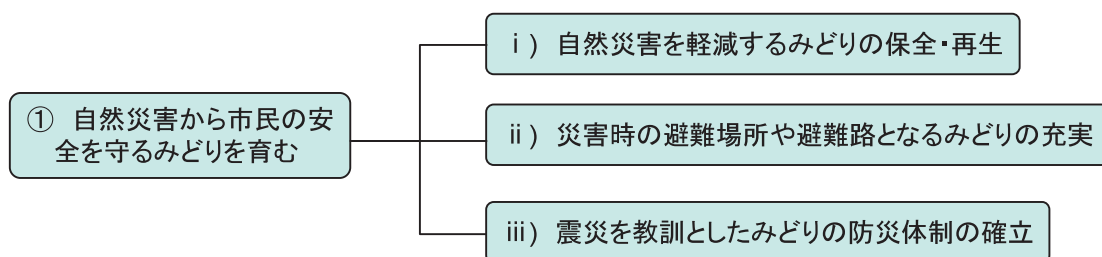 ① 自然災害から市民の安
全を守るみどりを育む
ⅰ) 自然災害を軽減するみどりの保全・再生
ⅱ) 災害時の避難場所や避難路となるみどりの充実
ⅲ) 震災を教訓としたみどりの防災体制の確立